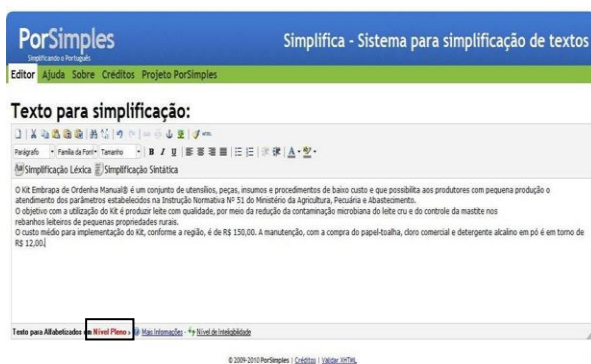 PorSimples
Simplificando o Português
Simplifica - Sistema para simplificação de textos
Editor Ajuda Sobre Créditos Projeto PorSimples
Texto para simplificação:
Parágrafo Família da Font Tamanho B I U
Simplificação Léxica Simplificação Sintática
O Kit Embrapa de Ordenha Manual® é um conjunto de utensílios, peças, insumos e procedimentos de baixo custo e que possibilita aos produtores com pequena produção o
atendimento dos parâmetros estabelecidos na Instrução Normativa Nº 51 do Ministério da Agricultura, Pecuária e Abastecimento.
O objetivo com a utilização do Kit é produzir leite com qualidade, por meio da redução da contaminação microbiana do leite cru e do controle da mastite nos
rebanhos leiteiros de pequenas propriedades rurais.
O custo médio para implementação do Kit, conforme a região, é de R$ 150,00. A manutenção, com a compra do papel-toalha, cloro comercial e detergente alcalino em pó é em torno de
R$ 12,00.
Texto para Alfabetizados em Nível Pleno Mais Informações - Nível de Inteligibilidade
© 2009-2010 PorSimples | Créditos | Validar XHTML